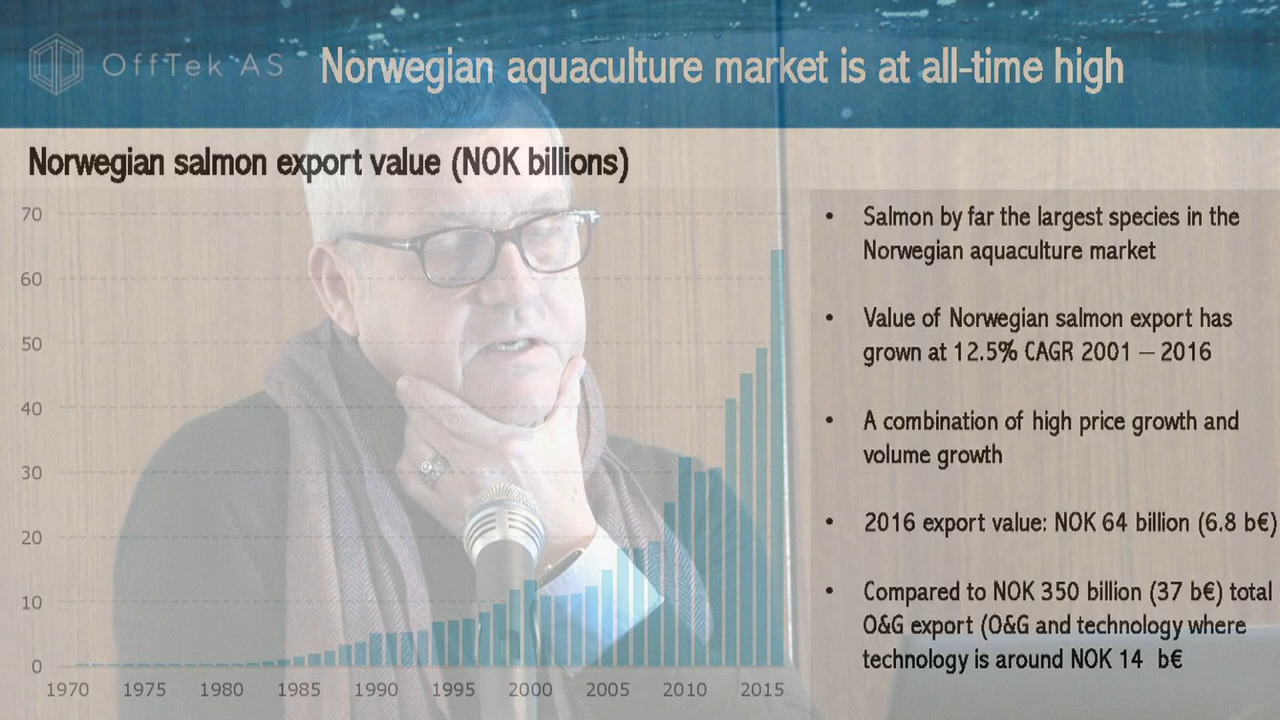 OffTek AS
Norwegian aquaculture market is at all-time high
Norwegian salmon export value (NOK billions)
70
60
50
40
30
20
10
0
1970 1975 1980 1985 1990 1995 2000 2005 2010 2015
• Salmon by far the largest species in the
Norwegian aquaculture market
• Value of Norwegian salmon export has
grown at 12.5% CAGR 2001 – 2016
• A combination of high price growth and
volume growth
• 2016 export value: NOK 64 billion (6.8 b€)
• Compared to NOK 350 billion (37 b€) total
O&G export (O&G and technology where
technology is around NOK 14 b€